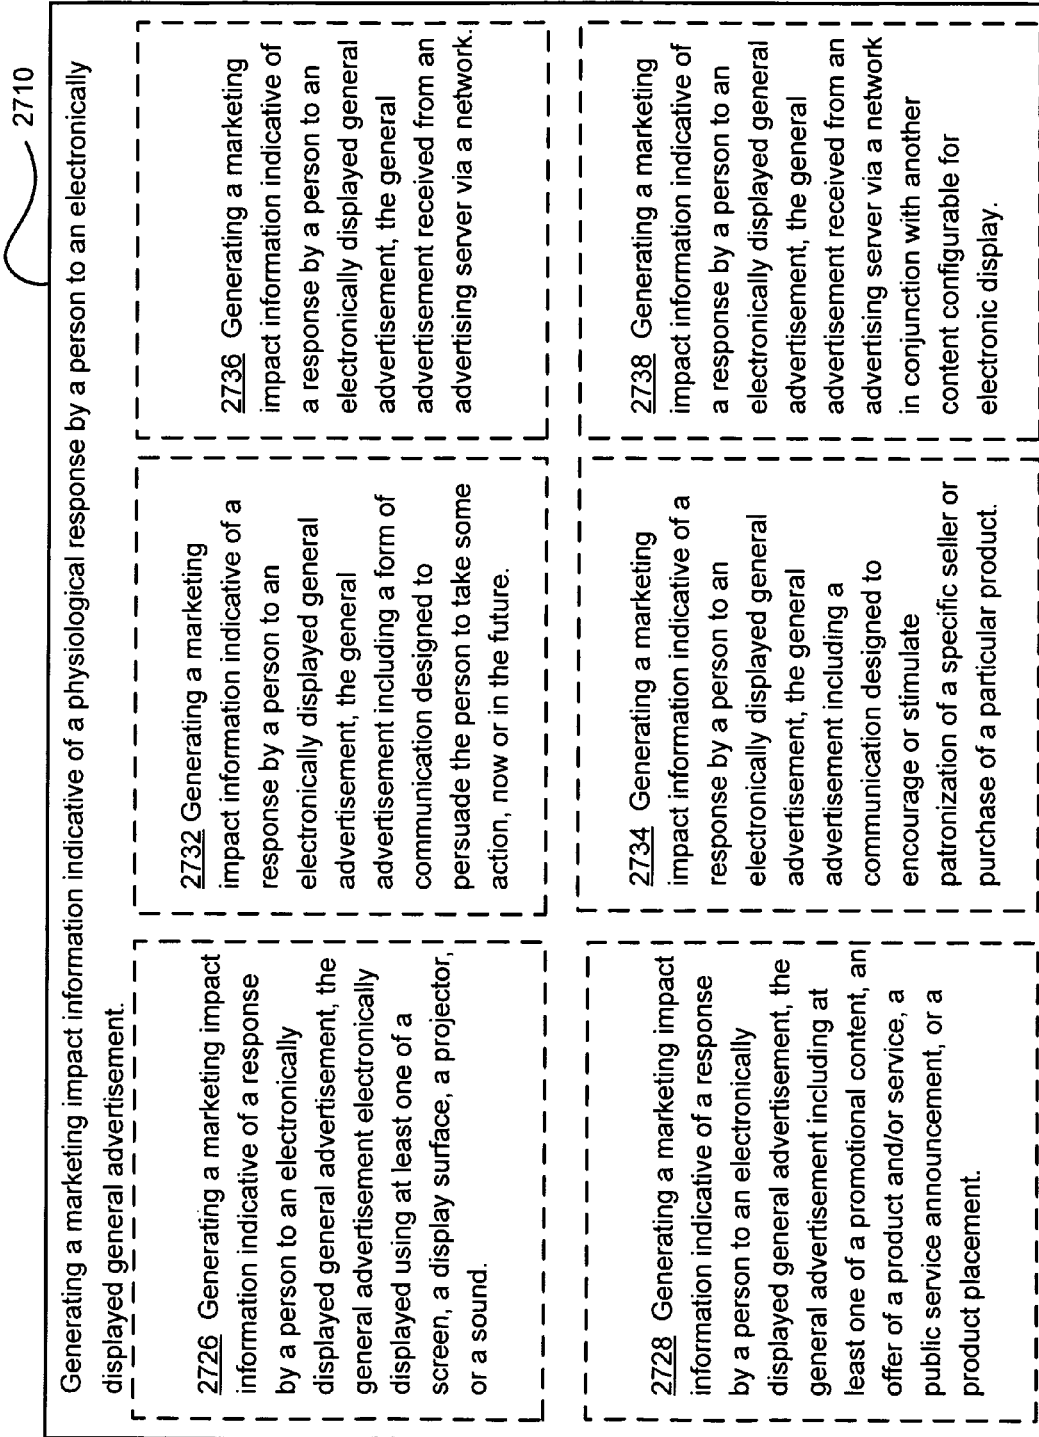 2710
Generating a marketing impact information indicative of a physiological response by a person to an electronically
displayed general advertisement.
2726 Generating a marketing impact
information indicative of a response
by a person to an electronically
displayed general advertisement, the
general advertisement electronically
displayed using at least one of a
screen, a display surface, a projector,
or a sound.
2728 Generating a marketing impact
information indicative of a response
by a person to an electronically
displayed general advertisement, the
general advertisement including at
least one of a promotional content, an
offer of a product and/or service, a
public service announcement, or a
product placement.
2732 Generating a marketing
impact information indicative of a
response by a person to an
electronically displayed general
advertisement, the general
advertisement including a form of
communication designed to
persuade the person to take some
action, now or in the future.
2734 Generating a marketing
impact information indicative of a
response by a person to an
electronically displayed general
advertisement, the general
advertisement including a
communication designed to
encourage or stimulate
patronization of a specific seller or
purchase of a particular product.
2736 Generating a marketing
impact information indicative of
a response by a person to an
electronically displayed general
advertisement, the general
advertisement received from an
advertising server via a network.
2738 Generating a marketing
impact information indicative of
a response by a person to an
electronically displayed general
advertisement, the general
advertisement received from an
advertising server via a network
in conjunction with another
content configurable for
electronic display.